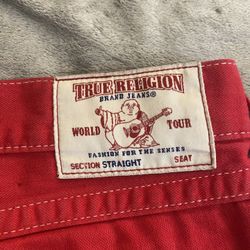 TRUE RELIGION
BRAND JEANS®
WORLD TOUR
FASHION FOR THE SENSES
SECTION STRAIGHT SEAT